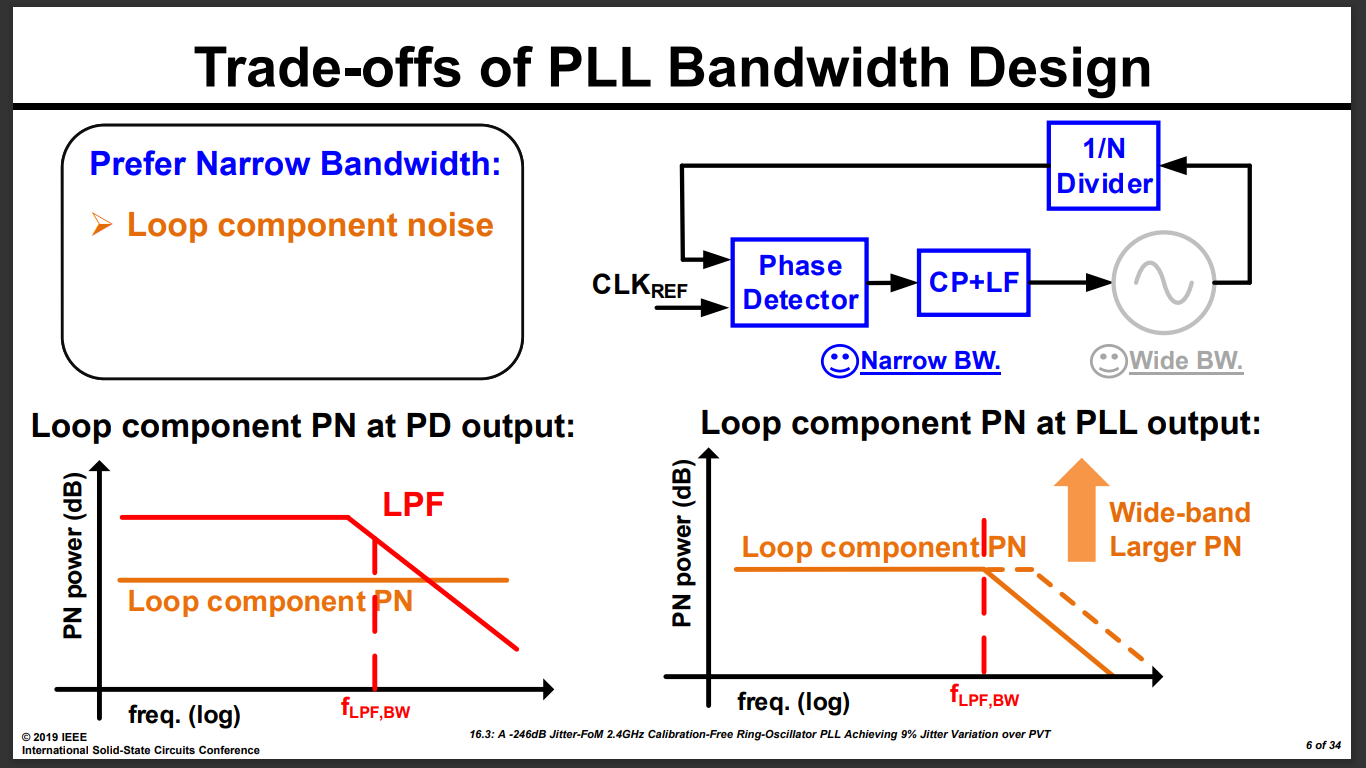 Trade-offs of PLL Bandwidth Design
Prefer Narrow Bandwidth:
➢ Loop component noise
1/N
Divider
Phase
Detector
CP+LF
CLKREF
Narrow BW.
Wide BW.
Loop component PN at PD output:
PN power (dB)
LPF
Loop component PN
freq. (log)
fLPF,BW
Loop component PN at PLL output:
PN power (dB)
Loop component PN
Wide-band
Larger PN
freq. (log)
fLPF,BW
© 2019 IEEE
International Solid-State Circuits Conference
16.3: A -246dB Jitter-FoM 2.4GHz Calibration-Free Ring-Oscillator PLL Achieving 9% Jitter Variation over PVT
6 of 34